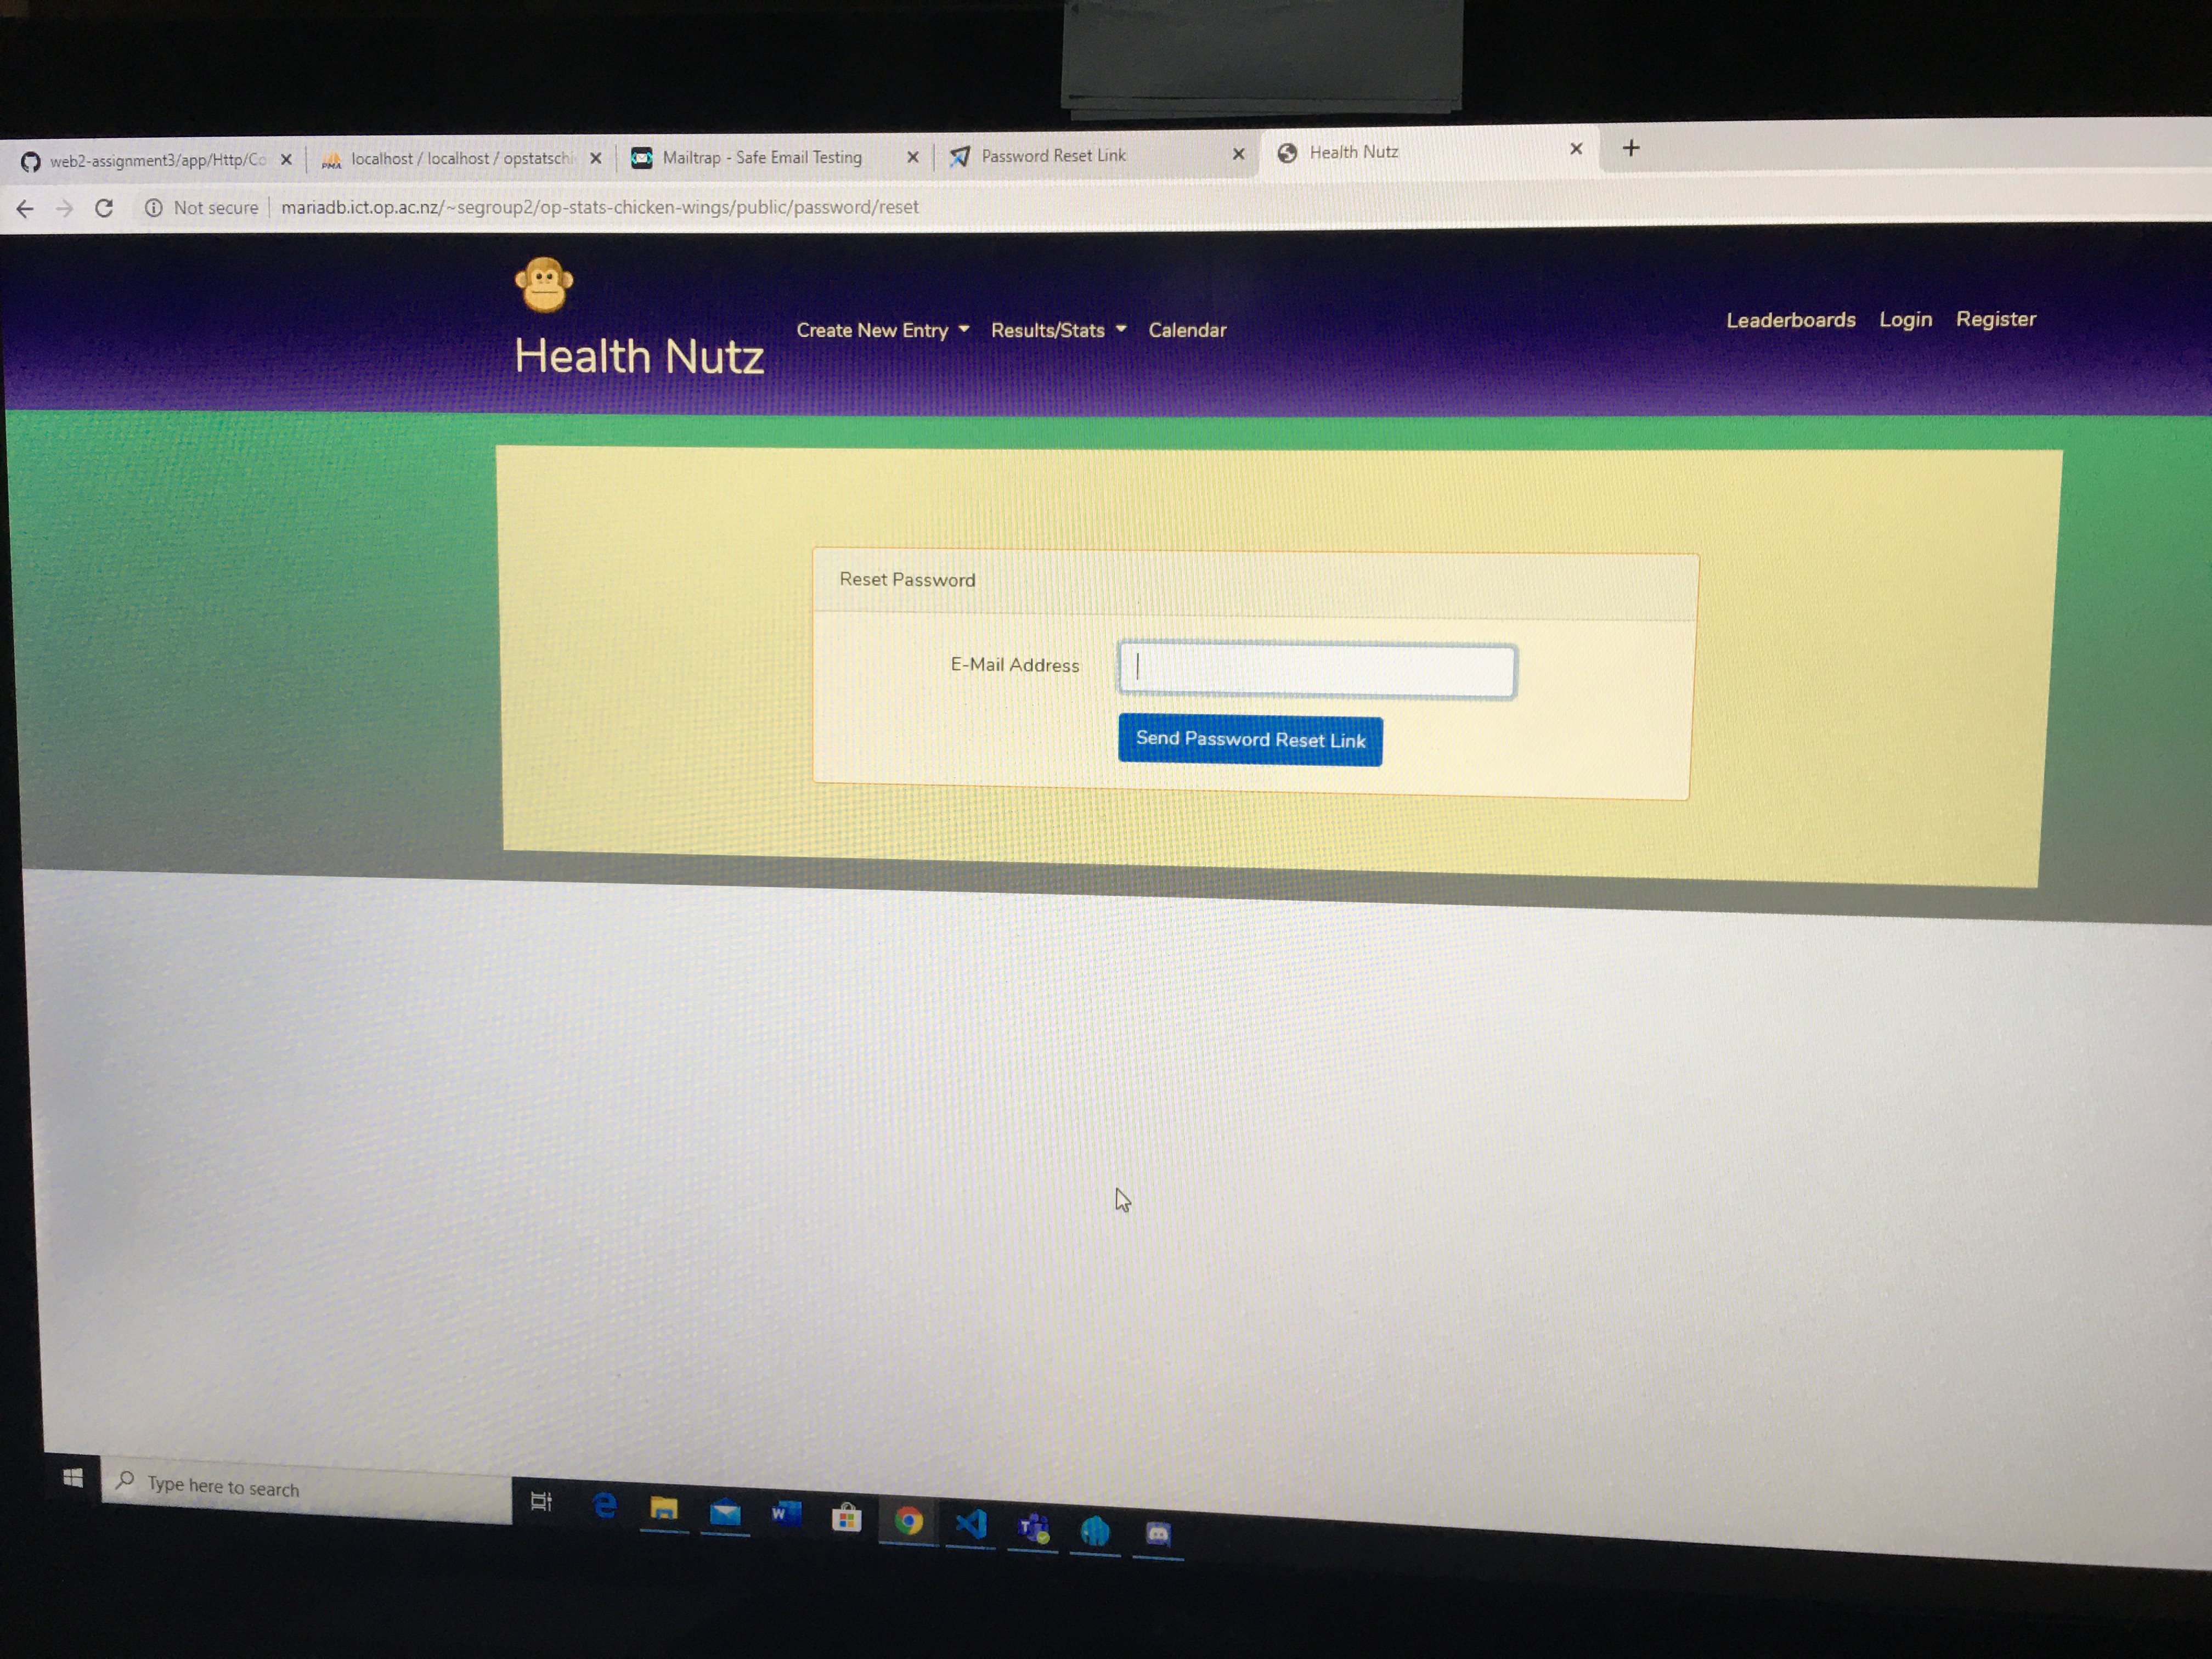 web2-assignment3/app/Http/Co
localhost / localhost / opstatschi
Mailtrap - Safe Email Testing
Password Reset Link
Health Nutz
Not secure
mariadb.ict.op.ac.nz/~segroup2/op-stats-chicken-wings/public/password/reset
Health Nutz
Create New Entry
Results/Stats
Calendar
Leaderboards
Login
Register
Reset Password
E-Mail Address
Send Password Reset Link
Type here to search